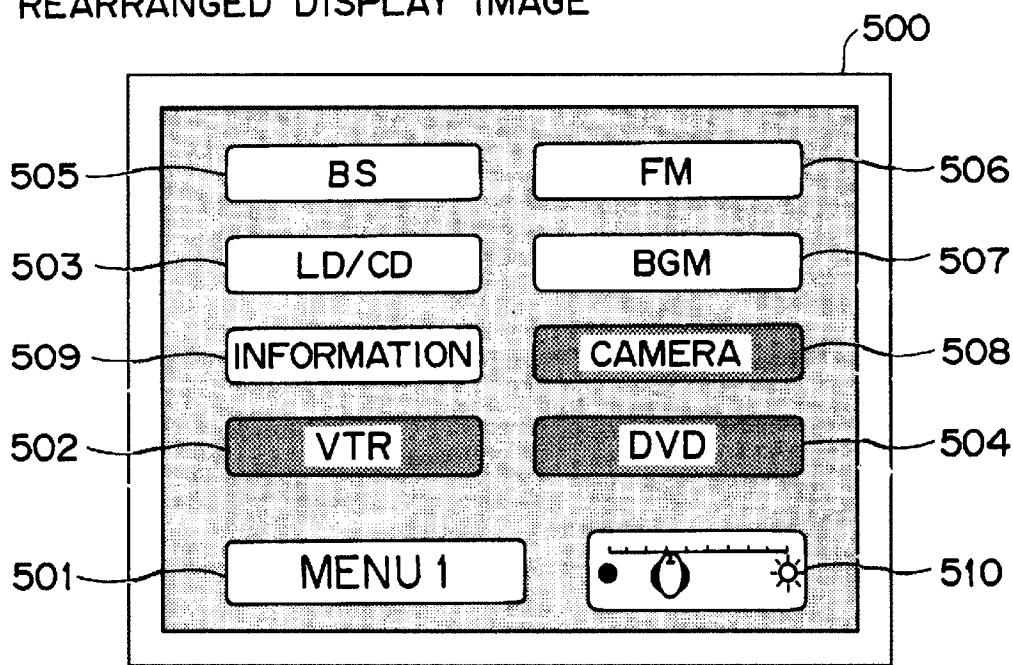 REARRANGED DISPLAY IMAGE
500
505 BS FM 506
503 LD/CD BGM 507
509 INFORMATION CAMERA 508
502 VTR DVD 504
501 MENU 1 510